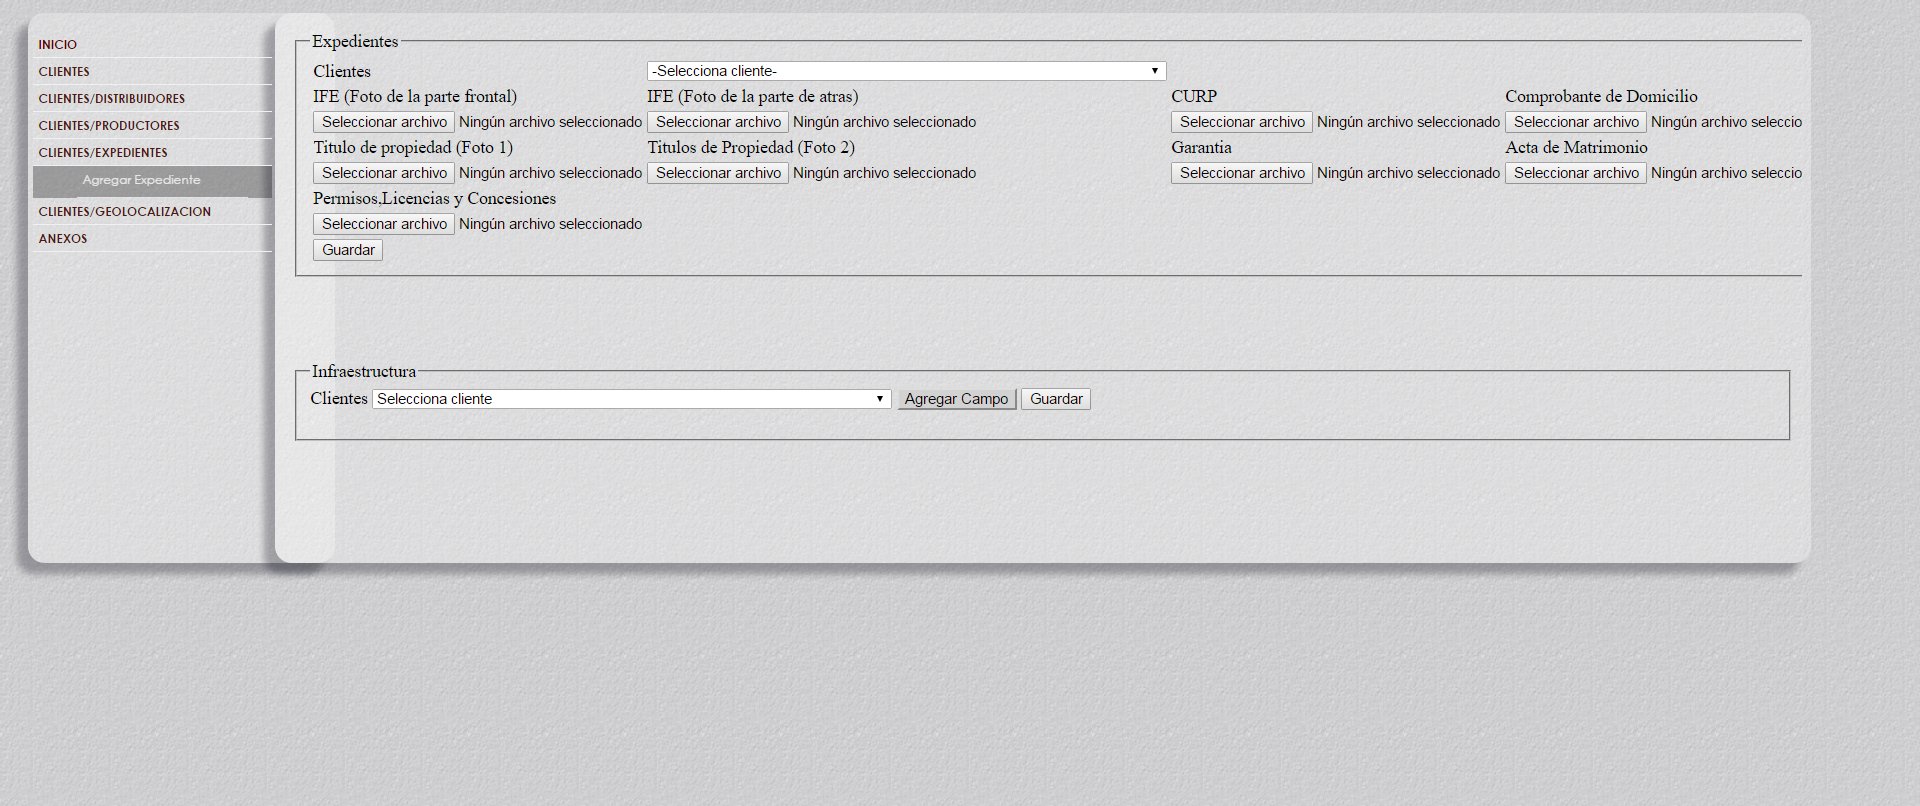 INICIO
CLIENTES
CLIENTES/DISTRIBUIDORES
CLIENTES/PRODUCTORES
CLIENTES/EXPEDIENTES
Agregar Expediente
CLIENTES/GEOLOCALIZACION
ANEXOS
Expedientes
Clientes -Selecciona cliente-
IFE (Foto de la parte frontal) IFE (Foto de la parte de atras) CURP Comprobante de Domicilio
Seleccionar archivo Ningún archivo seleccionado Seleccionar archivo Ningún archivo seleccionado Seleccionar archivo Ningún archivo seleccionado Seleccionar archivo Ningún archivo seleccio
Titulo de propiedad (Foto 1) Titulos de Propiedad (Foto 2) Garantia Acta de Matrimonio
Seleccionar archivo Ningún archivo seleccionado Seleccionar archivo Ningún archivo seleccionado Seleccionar archivo Ningún archivo seleccionado Seleccionar archivo Ningún archivo seleccio
Permisos,Licencias y Concesiones
Seleccionar archivo Ningún archivo seleccionado
Guardar
Infraestructura
Clientes Selecciona cliente Agregar Campo Guardar